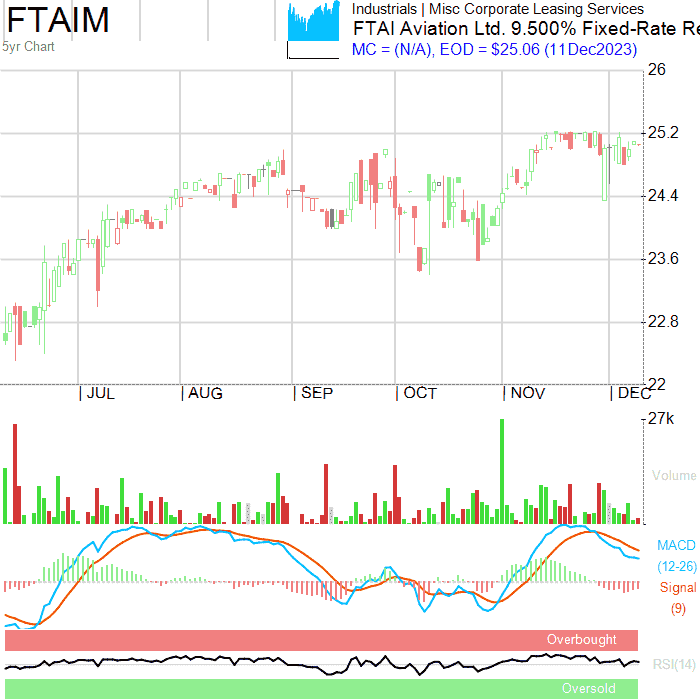 FTAIM
5yr Chart
Industrials | Misc Corporate Leasing Services
FTAI Aviation Ltd. 9.500% Fixed-Rate Re
MC = (N/A), EOD = $25.06 (11Dec2023)
26
25.2
24.4
23.6
22.8
22
| JUL | AUG | SEP | OCT | NOV | DEC
27k
Volume
MACD
(12-26)
Signal
(9)
Overbought
RSI(14)
Oversold